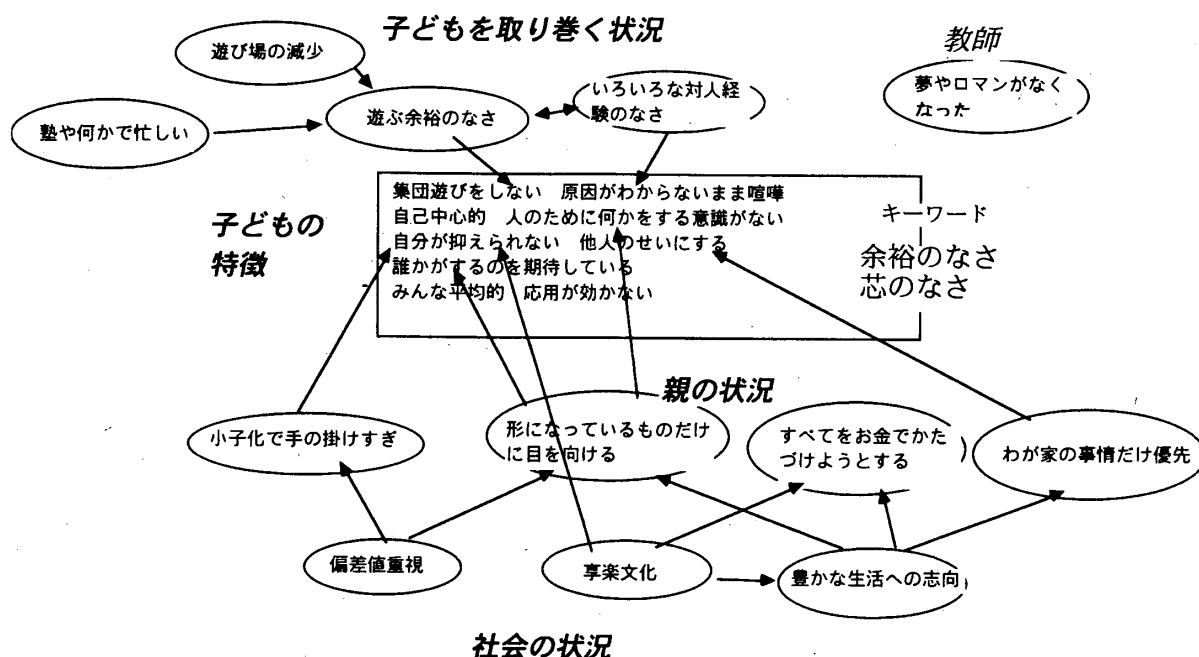 子どもを取り巻く状況
教師
遊び場の減少
夢やロマンがなく
なった
いろいろな対人経
験のなさ
遊ぶ余裕のなさ
塾や何かで忙しい
子どもの
特徴
集団遊びをしない 原因がわからないまま喧嘩
自己中心的 人のために何かをする意識がない
自分が抑えられない 他人のせいにする
誰かがするのを期待している
みんな平均的 応用が効かない
キーワード
余裕のなさ
芯のなさ
親の状況
小子化で手の掛けすぎ
形になっているものだけ
に目を向ける
すべてをお金でかた
づけようとする
わが家の事情だけ優先
偏差値重視
享楽文化
豊かな生活への志向
社会の状況